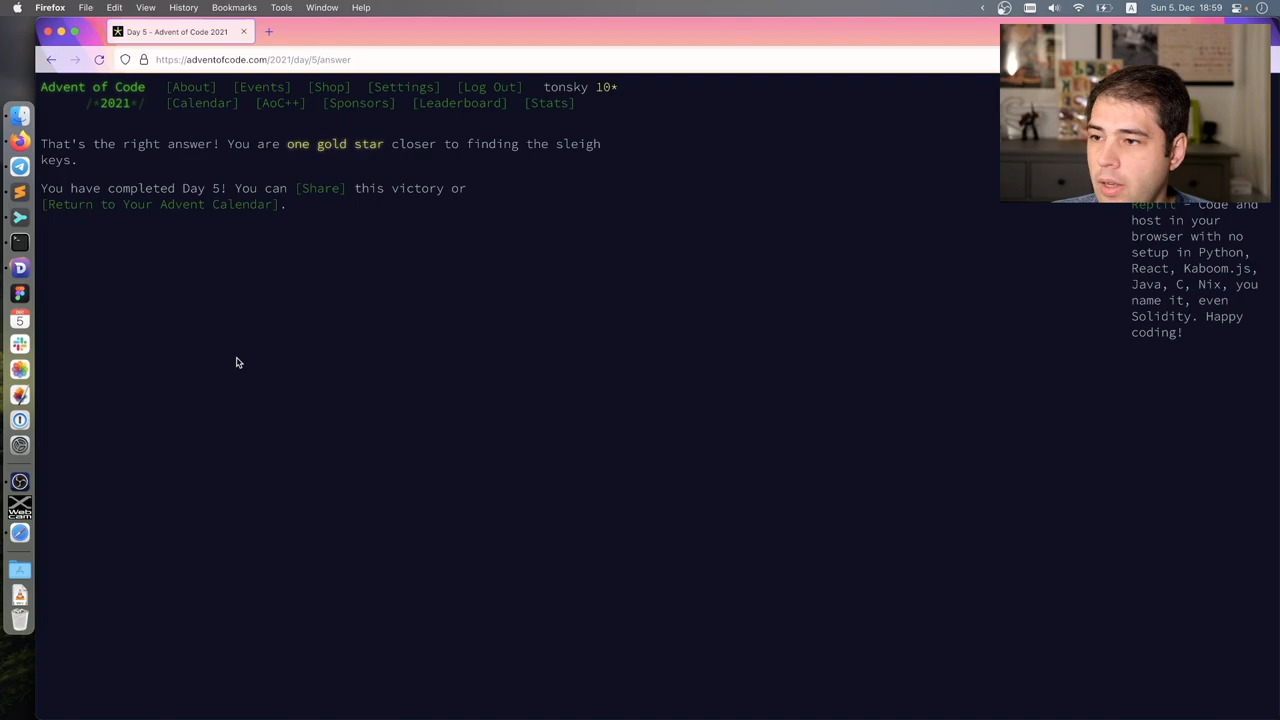 Firefox File Edit View History Bookmarks Tools Window Help
Sun 5. Dec 18:59
Day 5 - Advent of Code 2021
https://adventofcode.com/2021/day/5/answer
Advent of Code [About] [Events] [Shop] [Settings] [Log Out] tonsky 10*
/*2021*/ [Calendar] [AoC++] [Sponsors] [Leaderboard] [Stats]
That's the right answer! You are one gold star closer to finding the sleigh
keys.
You have completed Day 5! You can [Share] this victory or
[Return to Your Advent Calendar].
Replit - Code and
host in your
browser with no
setup in Python,
React, Kaboom.js,
Java, C, Nix, you
name it, even
Solidity. Happy
coding!
DEC
5
Web
cam